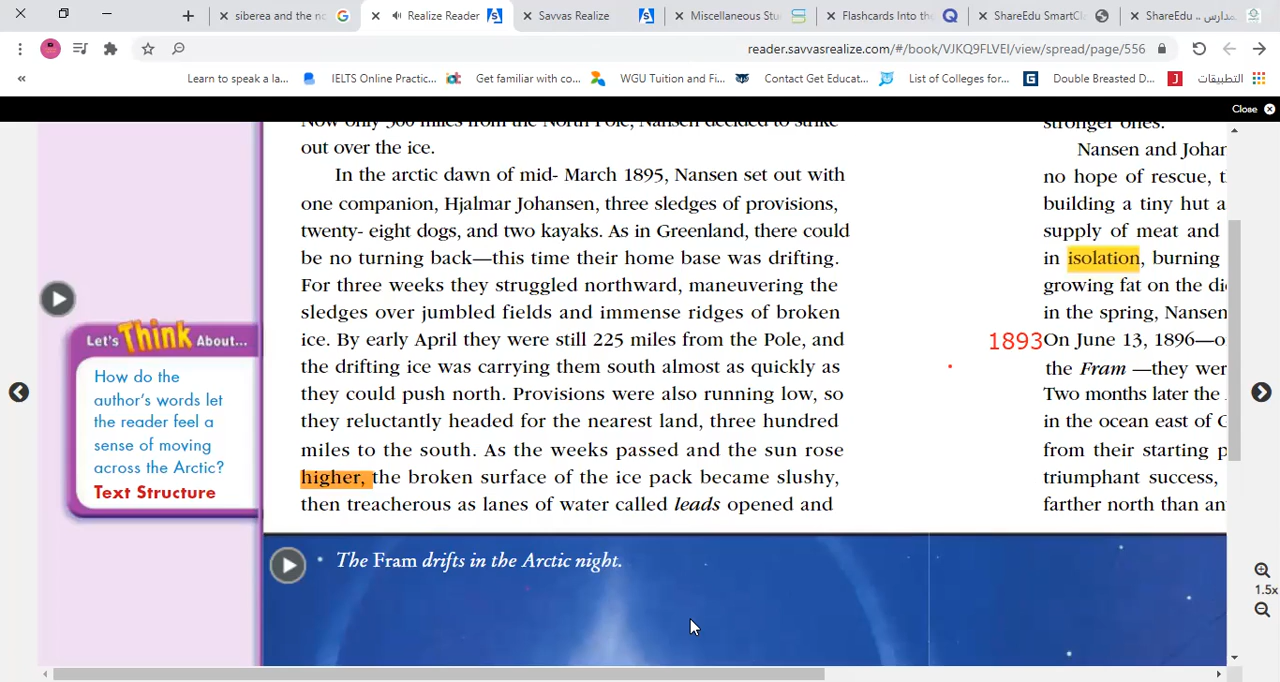 siberea and the no
Realize Reader
Savvas Realize
Miscellaneous Stu
Flashcards Into the
ShareEdu SmartCl
ShareEdu .. مدارس
reader.savvasrealize.com/#/book/VJKQ9FLVEI/view/spread/page/556
Learn to speak a la...
IELTS Online Practic...
Get familiar with co...
WGU Tuition and Fi...
Contact Get Educat...
List of Colleges for...
Double Breasted D...
التطبيقات
Close
Now only 500 miles from the North Pole, Nansen decided to strike
out over the ice.
In the arctic dawn of mid- March 1895, Nansen set out with
one companion, Hjalmar Johansen, three sledges of provisions,
twenty- eight dogs, and two kayaks. As in Greenland, there could
be no turning back—this time their home base was drifting.
For three weeks they struggled northward, maneuvering the
sledges over jumbled fields and immense ridges of broken
ice. By early April they were still 225 miles from the Pole, and
the drifting ice was carrying them south almost as quickly as
they could push north. Provisions were also running low, so
they reluctantly headed for the nearest land, three hundred
miles to the south. As the weeks passed and the sun rose
higher, the broken surface of the ice pack became slushy,
then treacherous as lanes of water called leads opened and
Let's Think About...
How do the
author's words let
the reader feel a
sense of moving
across the Arctic?
Text Structure
The Fram drifts in the Arctic night.
stronger ones.
Nansen and Johan
no hope of rescue, t
building a tiny hut a
supply of meat and
in isolation, burning
growing fat on the di
in the spring, Nansen
1893 On June 13, 1896—o
the Fram —they wer
Two months later the
in the ocean east of G
from their starting p
triumphant success,
farther north than an
1.5x